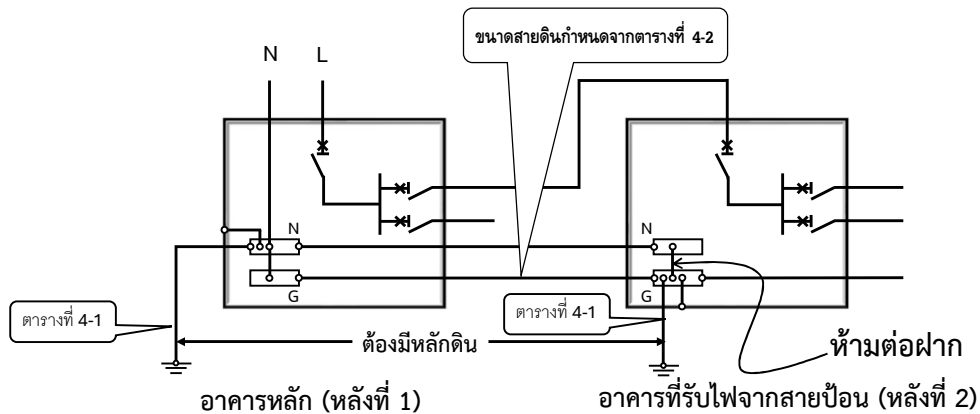 ขนาดสายดินกำหนดจากตารางที่ 4-2
N L
N
N
G
G
ตารางที่ 4-1
ตารางที่ 4-1
ต้องมีหลักดิน
ห้ามต่อฝาก
อาคารหลัก (หลังที่ 1)
อาคารที่รับไฟจากสายป้อน (หลังที่ 2)